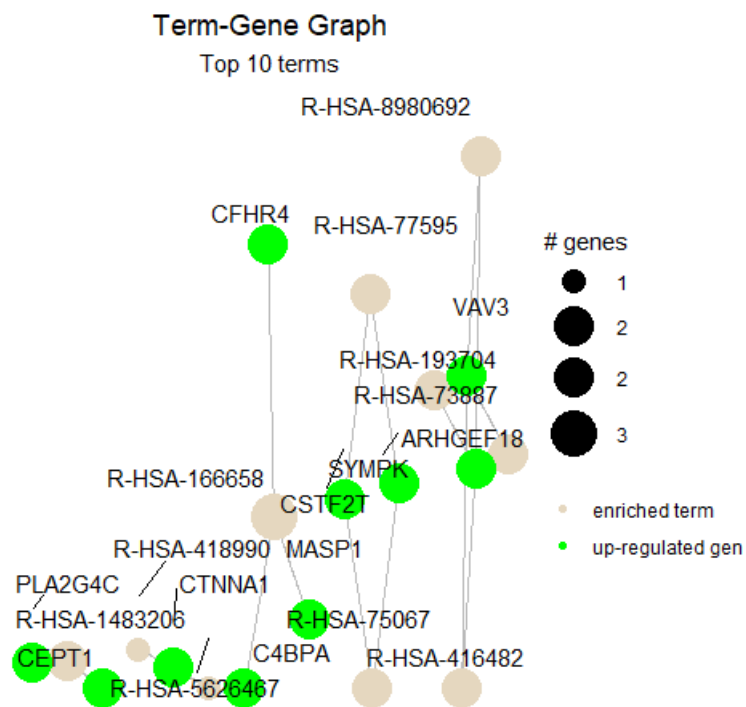 Term-Gene Graph
Top 10 terms
R-HSA-8980692
CFHR4
R-HSA-77595
# genes
1
VAV3
2
R-HSA-193704
2
R-HSA-73887
ARHGEF18
3
SYMPK
R-HSA-166658
CSTF2T
enriched term
R-HSA-418990
MASP1
up-regulated gen
PLA2G4C
CTNNA1
R-HSA-1483206
R-HSA-75067
CEPT1
C4BPA
R-HSA-416482
R-HSA-5626467